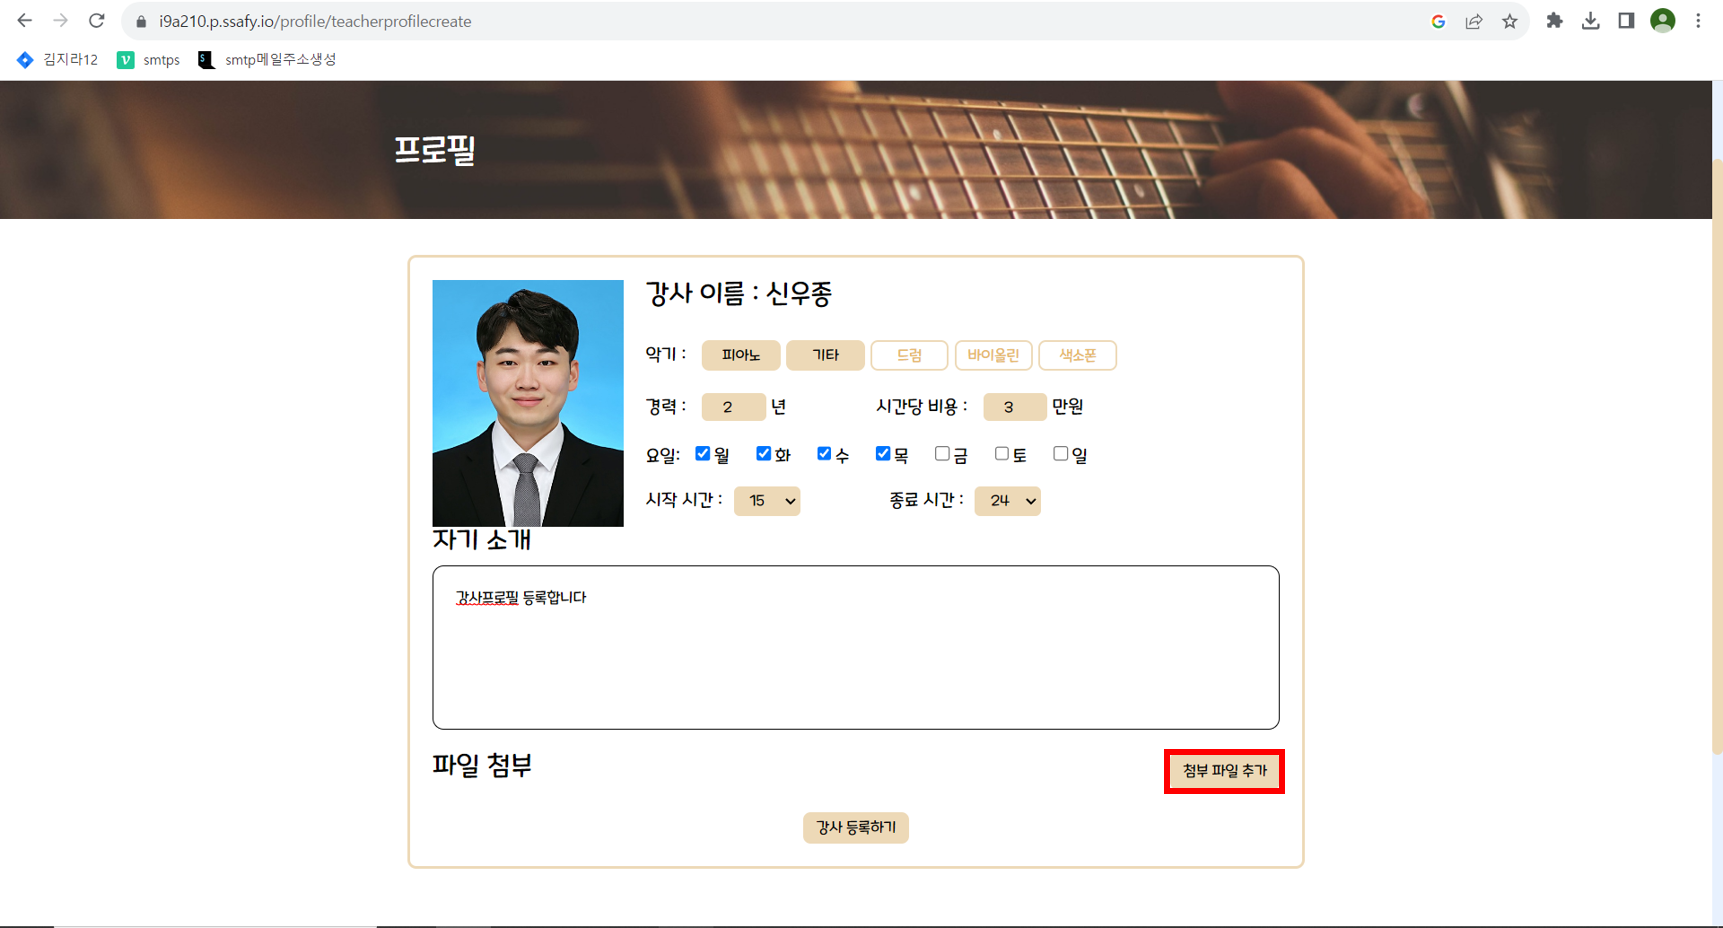 i9a210.p.ssafy.io/profile/teacherprofilecreate
김지라12 smtps smtp메일주소생성
프로필
강사 이름 : 신우종
악기 : 피아노 기타 드럼 바이올린 색소폰
경력 : 2 년 시간당 비용 : 3 만원
요일: 월 화 수 목 금 토 일
시작 시간 : 15 종료 시간 : 24
자기 소개
강사프로필 등록합니다
파일 첨부 첨부 파일 추가
강사 등록하기